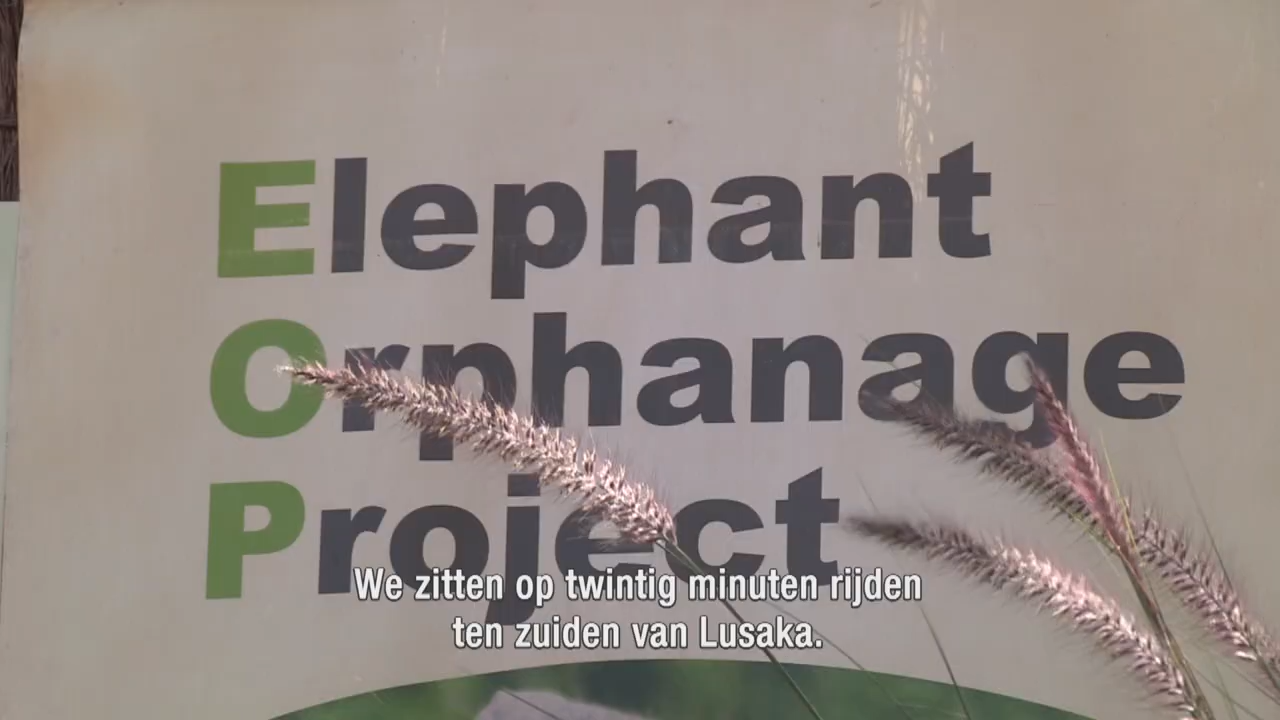 Elephant
Orphanage
Project
We zitten op twintig minuten rijden
ten zuiden van Lusaka.